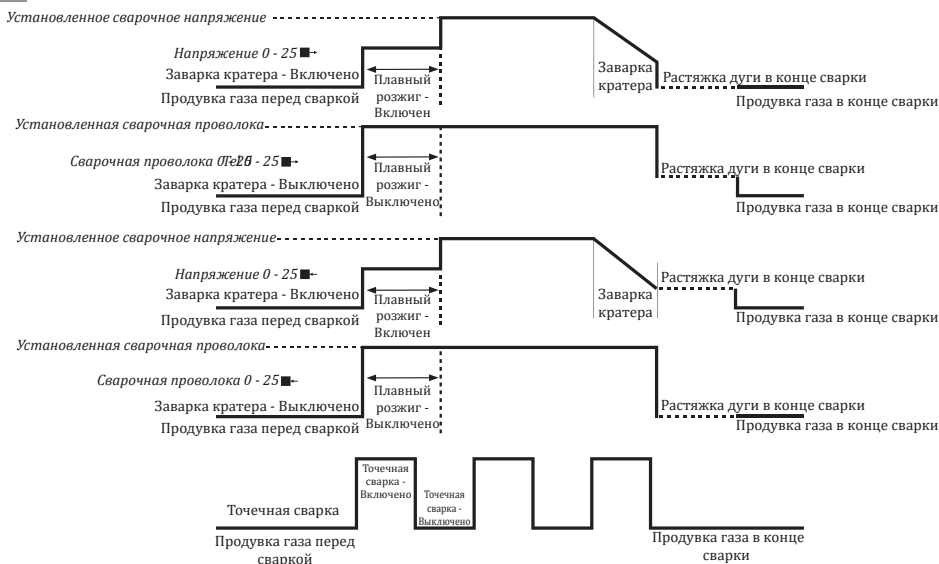 Установленное сварочное напряжение
Напряжение 0 - 25
Заварка кратера - Включено
Продувка газа перед сваркой
Плавный
розжиг -
Включен
Заварка
кратера
Растяжка дуги в конце сварки
Продувка газа в конце сварки
Установленная сварочная проволока
Сварочная проволока 0 - 25
Заварка кратера - Выключено
Продувка газа перед сваркой
Плавный
розжиг -
Выключено
Растяжка дуги в конце сварки
Продувка газа в конце сварки
Установленное сварочное напряжение
Напряжение 0 - 25
Заварка кратера - Включено
Продувка газа перед сваркой
Плавный
розжиг -
Включен
Заварка
кратера
Растяжка дуги в конце сварки
Продувка газа в конце сварки
Установленная сварочная проволока
Сварочная проволока 0 - 25
Заварка кратера - Выключено
Продувка газа перед сваркой
Плавный
розжиг -
Выключено
Растяжка дуги в конце сварки
Продувка газа в конце сварки
Точечная
сварка -
Включено
Точечная
сварка -
Выключено
Точечная сварка
Продувка газа перед
сваркой
Продувка газа в конце
сварки